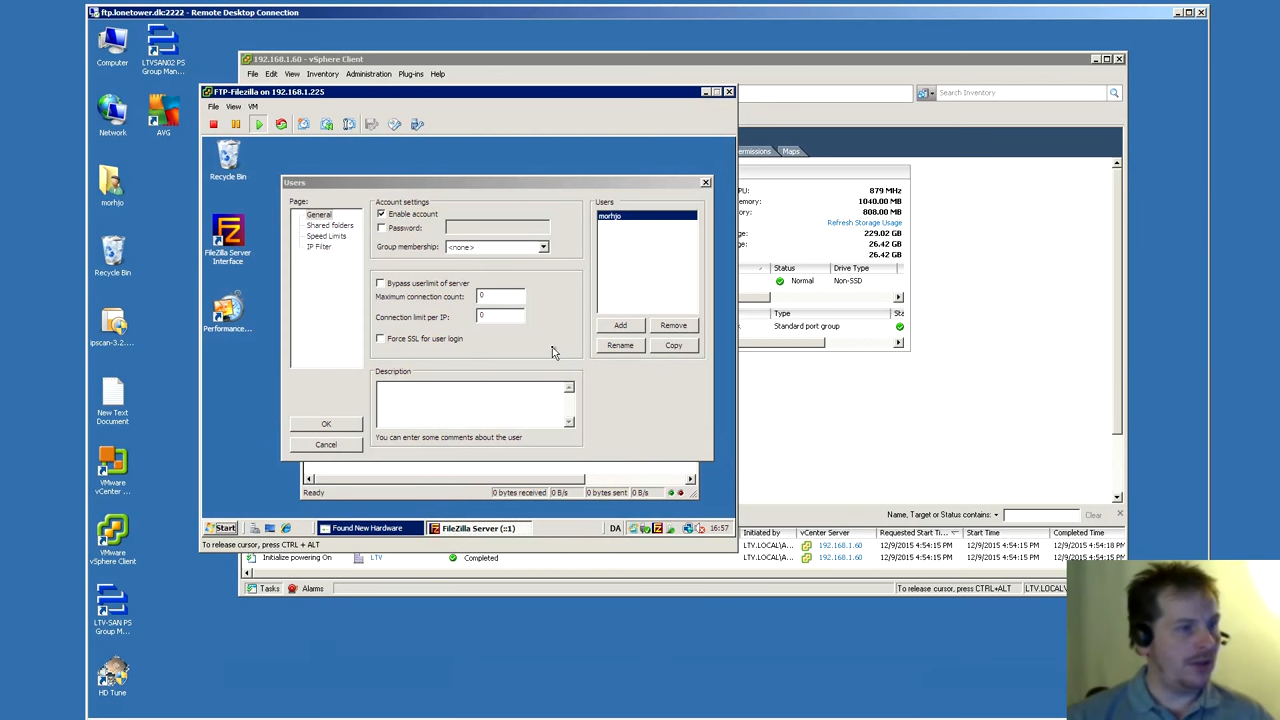 ftp.lonetower.dk:2222 - Remote Desktop Connection
Computer
LTVSAN02 PS
Group Man...
Network
AVG
morhjo
Recycle Bin
ipscan-3.2....
New Text
Document
VMware
vCenter ...
VMware
vSphere Client
LTV-SAN PS
Group M...
HD Tune
192.168.1.60 - vSphere Client
File Edit View Inventory Administration Plug-ins Help
Search Inventory
FTP-Filezilla on 192.168.1.225
File View VM
Recycle Bin
FileZilla Server
Interface
Performance...
Users
Page:
General
Shared folders
Speed Limits
IP Filter
OK
Cancel
Account settings
Enable account
Password:
Group membership: <none>
Bypass userlimit of server
Maximum connection count: 0
Connection limit per IP: 0
Force SSL for user login
Description
You can enter some comments about the user
Users
morhjo
Add Remove
Rename Copy
Ready 0 bytes received 0 B/s 0 bytes sent 0 B/s
Start Found New Hardware FileZilla Server (::1) DA 16:57
To release cursor, press CTRL + ALT
ermissions Maps
PU: 879 MHz
emory: 1040.00 MB
ory: 808.00 MB
Refresh Storage Usage
ge: 229.02 GB
e: 26.42 GB
26.42 GB
Status Drive Type
Normal Non-SSD
Type Sta
Standard port group
Name, Target or Status contains: Clear
Initiated by vCenter Server Requested Start Ti... Start Time Completed Time
LTV.LOCAL\A... 192.168.1.60 12/9/2015 4:54:15 PM 12/9/2015 4:54:15 PM 12/9/2015 4:54:18 PM
Initialize powering On LTV Completed LTV.LOCAL\A... 192.168.1.60 12/9/2015 4:54:15 PM 12/9/2015 4:54:15 PM 12/9/2015 4:54:15 PM
Tasks Alarms To release cursor, press CTRL+ALT LTV.LOCAL\